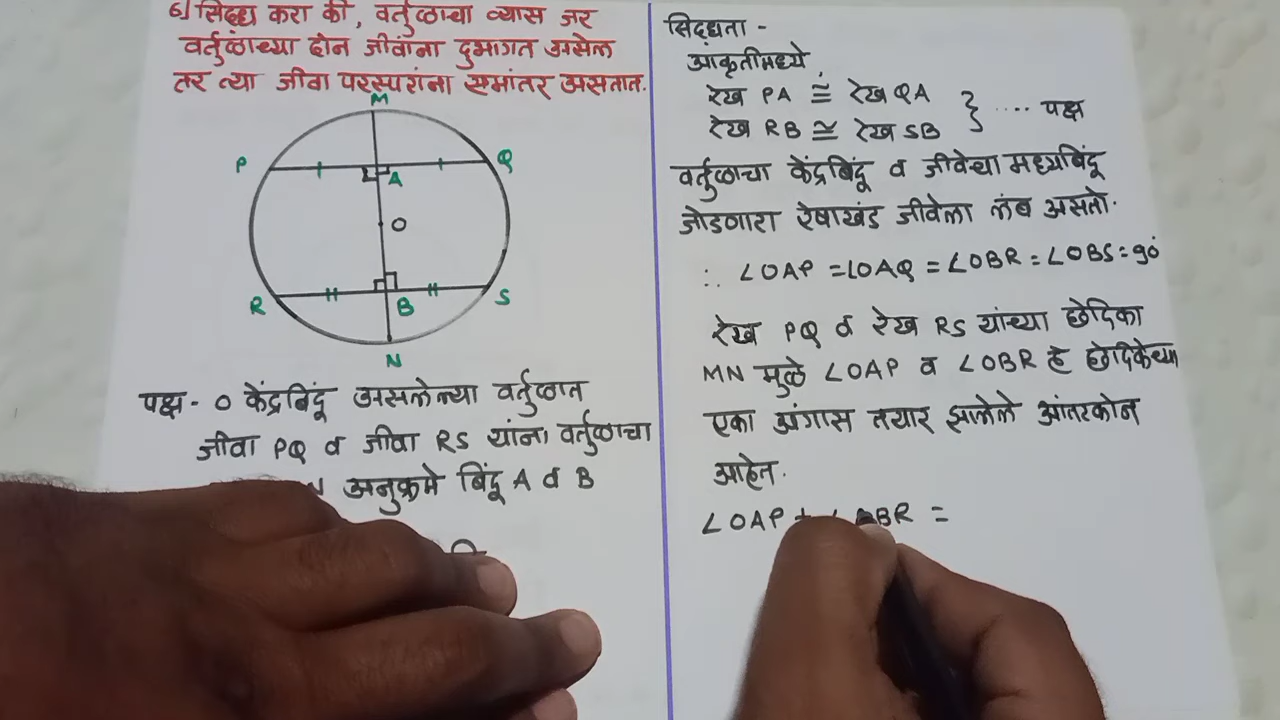 6) सिद्ध करा की, वर्तुळाचा व्यास जर
वर्तुळाच्या दोन जीवांना दुभागत असेल
तर त्या जीवा परस्परांना समांतर असतात.
M
P
Q
A
O
R
B
S
N
पक्ष - O केंद्रबिंदू असलेल्या वर्तुळात
जीवा PQ व जीवा RS यांना वर्तुळाचा
N अनुक्रमे बिंदू A व B
सिद्धता -
आकृतीमध्ये,
रेख PA ≅ रेख QA
} .... पक्ष
रेख RB ≅ रेख SB
वर्तुळाचा केंद्रबिंदू व जीवेचा मध्यबिंदू
जोडणारा रेषाखंड जीवेला लंब असतो.
∴ ∠OAP = ∠OAQ = ∠OBR = ∠OBS = 90°
रेख PQ व रेख RS यांच्या छेदिका
MN मुळे ∠OAP व ∠OBR हे छेदिकेच्या
एका अंगास तयार झालेले आंतरकोन
आहेत.
∠OAP + ∠OBR =